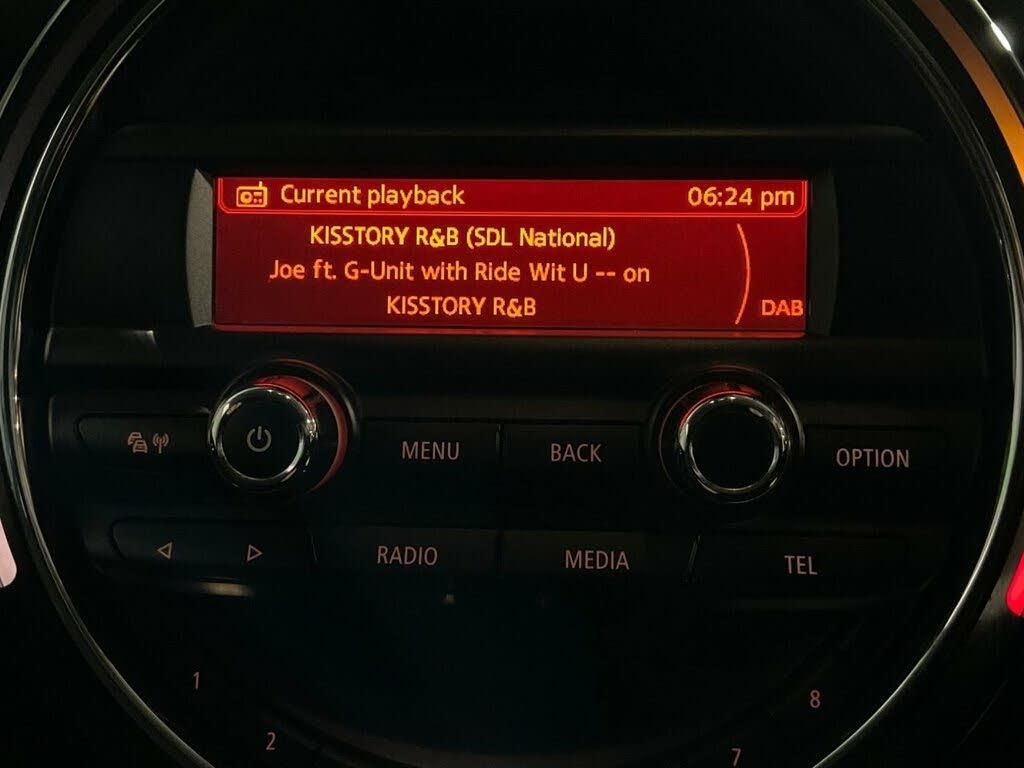 Current playback 06:24 pm
KISSTORY R&B (SDL National)
Joe ft. G-Unit with Ride Wit U -- on
KISSTORY R&B
DAB
MENU BACK OPTION
RADIO MEDIA TEL
1 8
2 7